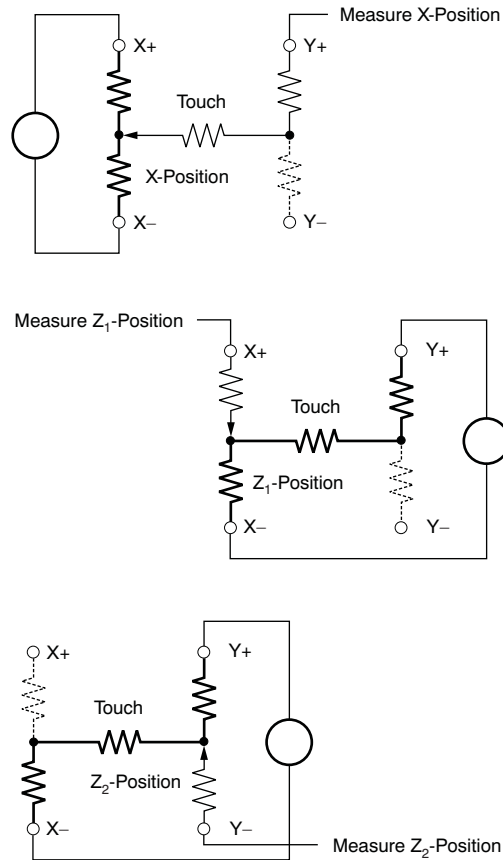 Measure X-Position
X+
Y+
Touch
X-Position
X–
Y–
Measure Z₁-Position
X+
Y+
Touch
Z₁-Position
X–
Y–
X+
Y+
Touch
Z₂-Position
X–
Y–
Measure Z₂-Position